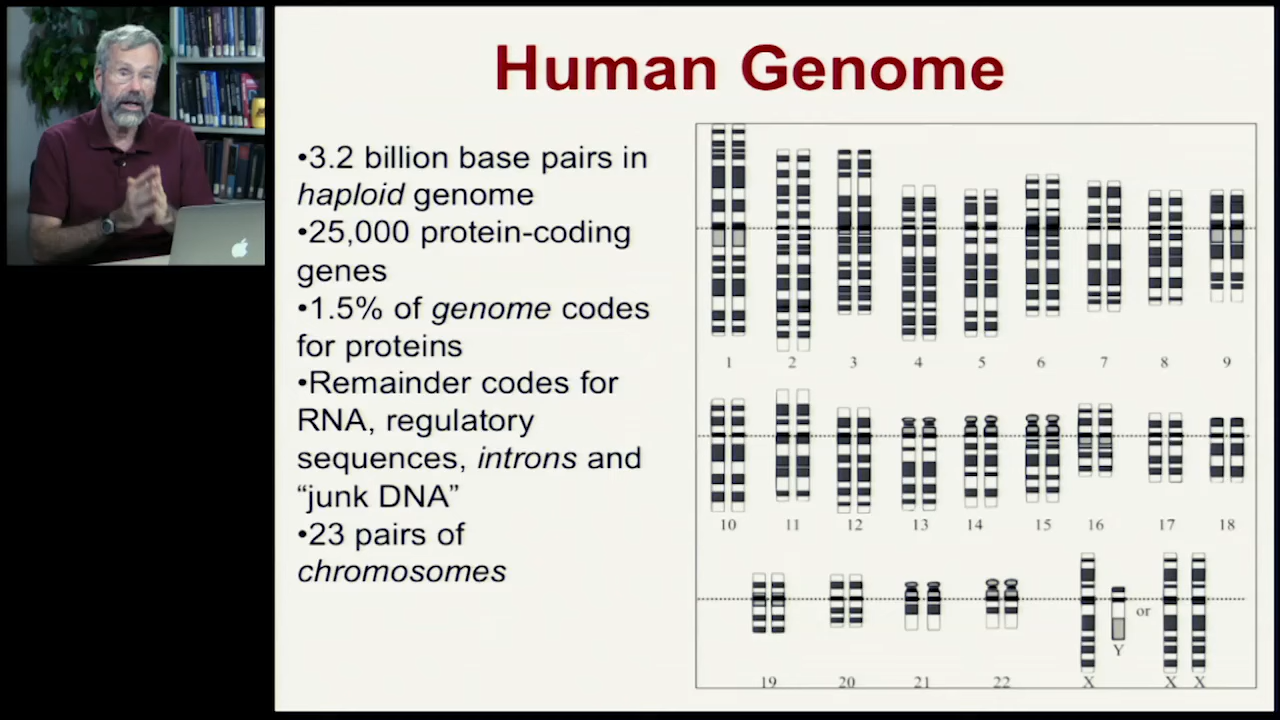 Human Genome
•3.2 billion base pairs in
haploid genome
•25,000 protein-coding
genes
•1.5% of genome codes
for proteins
•Remainder codes for
RNA, regulatory
sequences, introns and
“junk DNA”
•23 pairs of
chromosomes
1 2 3 4 5 6 7 8 9
10 11 12 13 14 15 16 17 18
or
Y
19 20 21 22 X X X